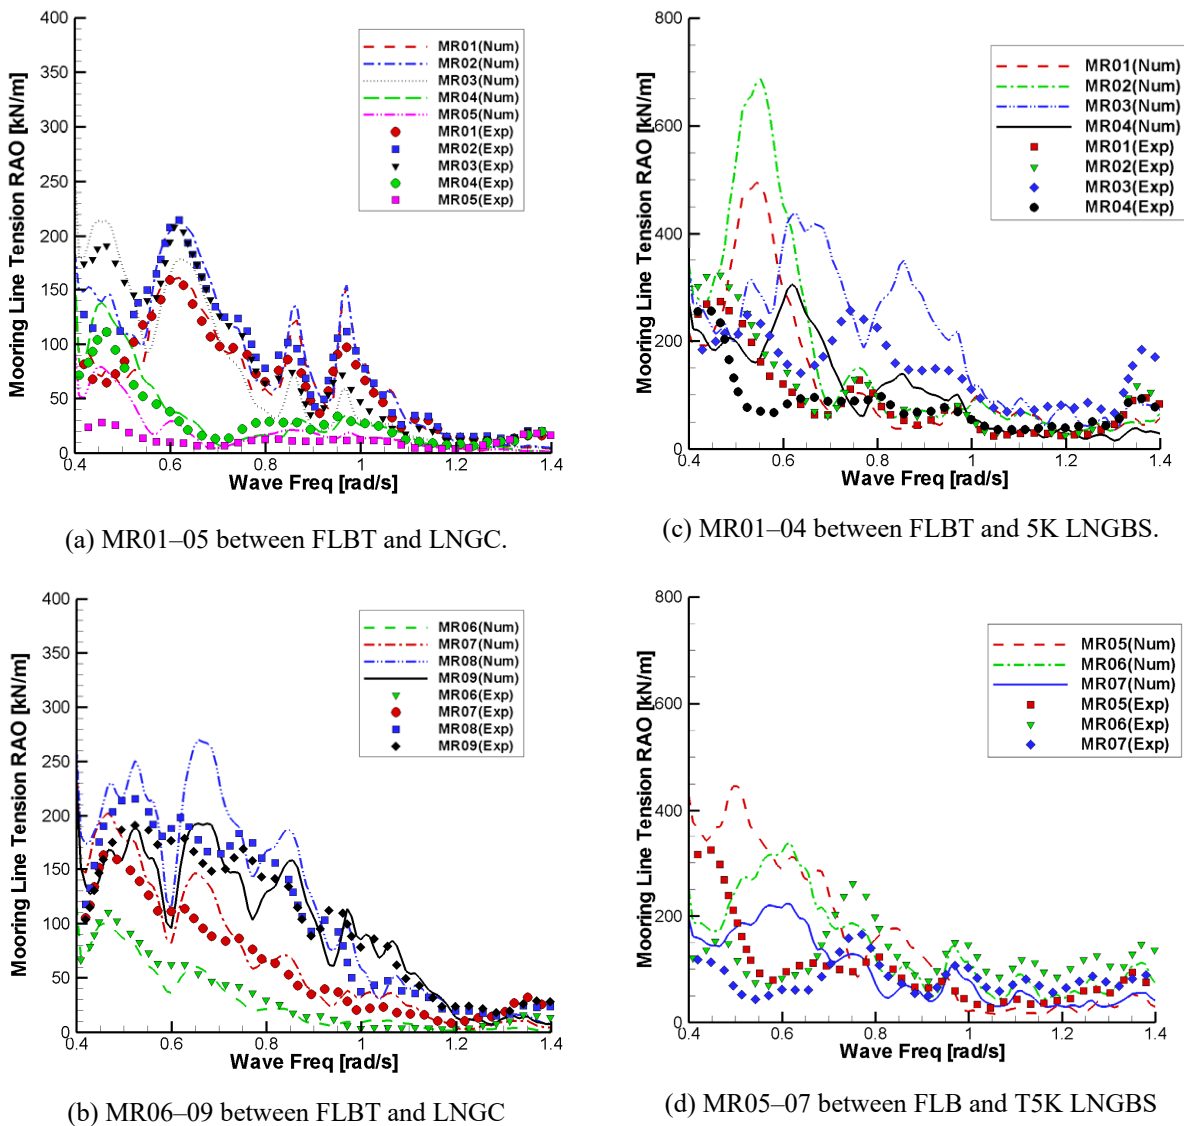 400
350
300
250
200
150
100
50
0
0.4
0.6
0.8
1
1.2
1.4
Mooring Line Tension RAO [kN/m]
Wave Freq [rad/s]
MR01(Num)
MR02(Num)
MR03(Num)
MR04(Num)
MR05(Num)
MR01(Exp)
MR02(Exp)
MR03(Exp)
MR04(Exp)
MR05(Exp)
(a) MR01–05 between FLBT and LNGC.
800
600
400
200
0
0.4
0.6
0.8
1
1.2
1.4
Mooring Line Tension RAO [kN/m]
Wave Freq [rad/s]
MR01(Num)
MR02(Num)
MR03(Num)
MR04(Num)
MR01(Exp)
MR02(Exp)
MR03(Exp)
MR04(Exp)
(c) MR01–04 between FLBT and 5K LNGBS.
400
350
300
250
200
150
100
50
0
0.4
0.6
0.8
1
1.2
1.4
Mooring Line Tension RAO [kN/m]
Wave Freq [rad/s]
MR06(Num)
MR07(Num)
MR08(Num)
MR09(Num)
MR06(Exp)
MR07(Exp)
MR08(Exp)
MR09(Exp)
(b) MR06–09 between FLBT and LNGC
800
600
400
200
0
0.4
0.6
0.8
1
1.2
1.4
Mooring Line Tension RAO [kN/m]
Wave Freq [rad/s]
MR05(Num)
MR06(Num)
MR07(Num)
MR05(Exp)
MR06(Exp)
MR07(Exp)
(d) MR05–07 between FLB and T5K LNGBS